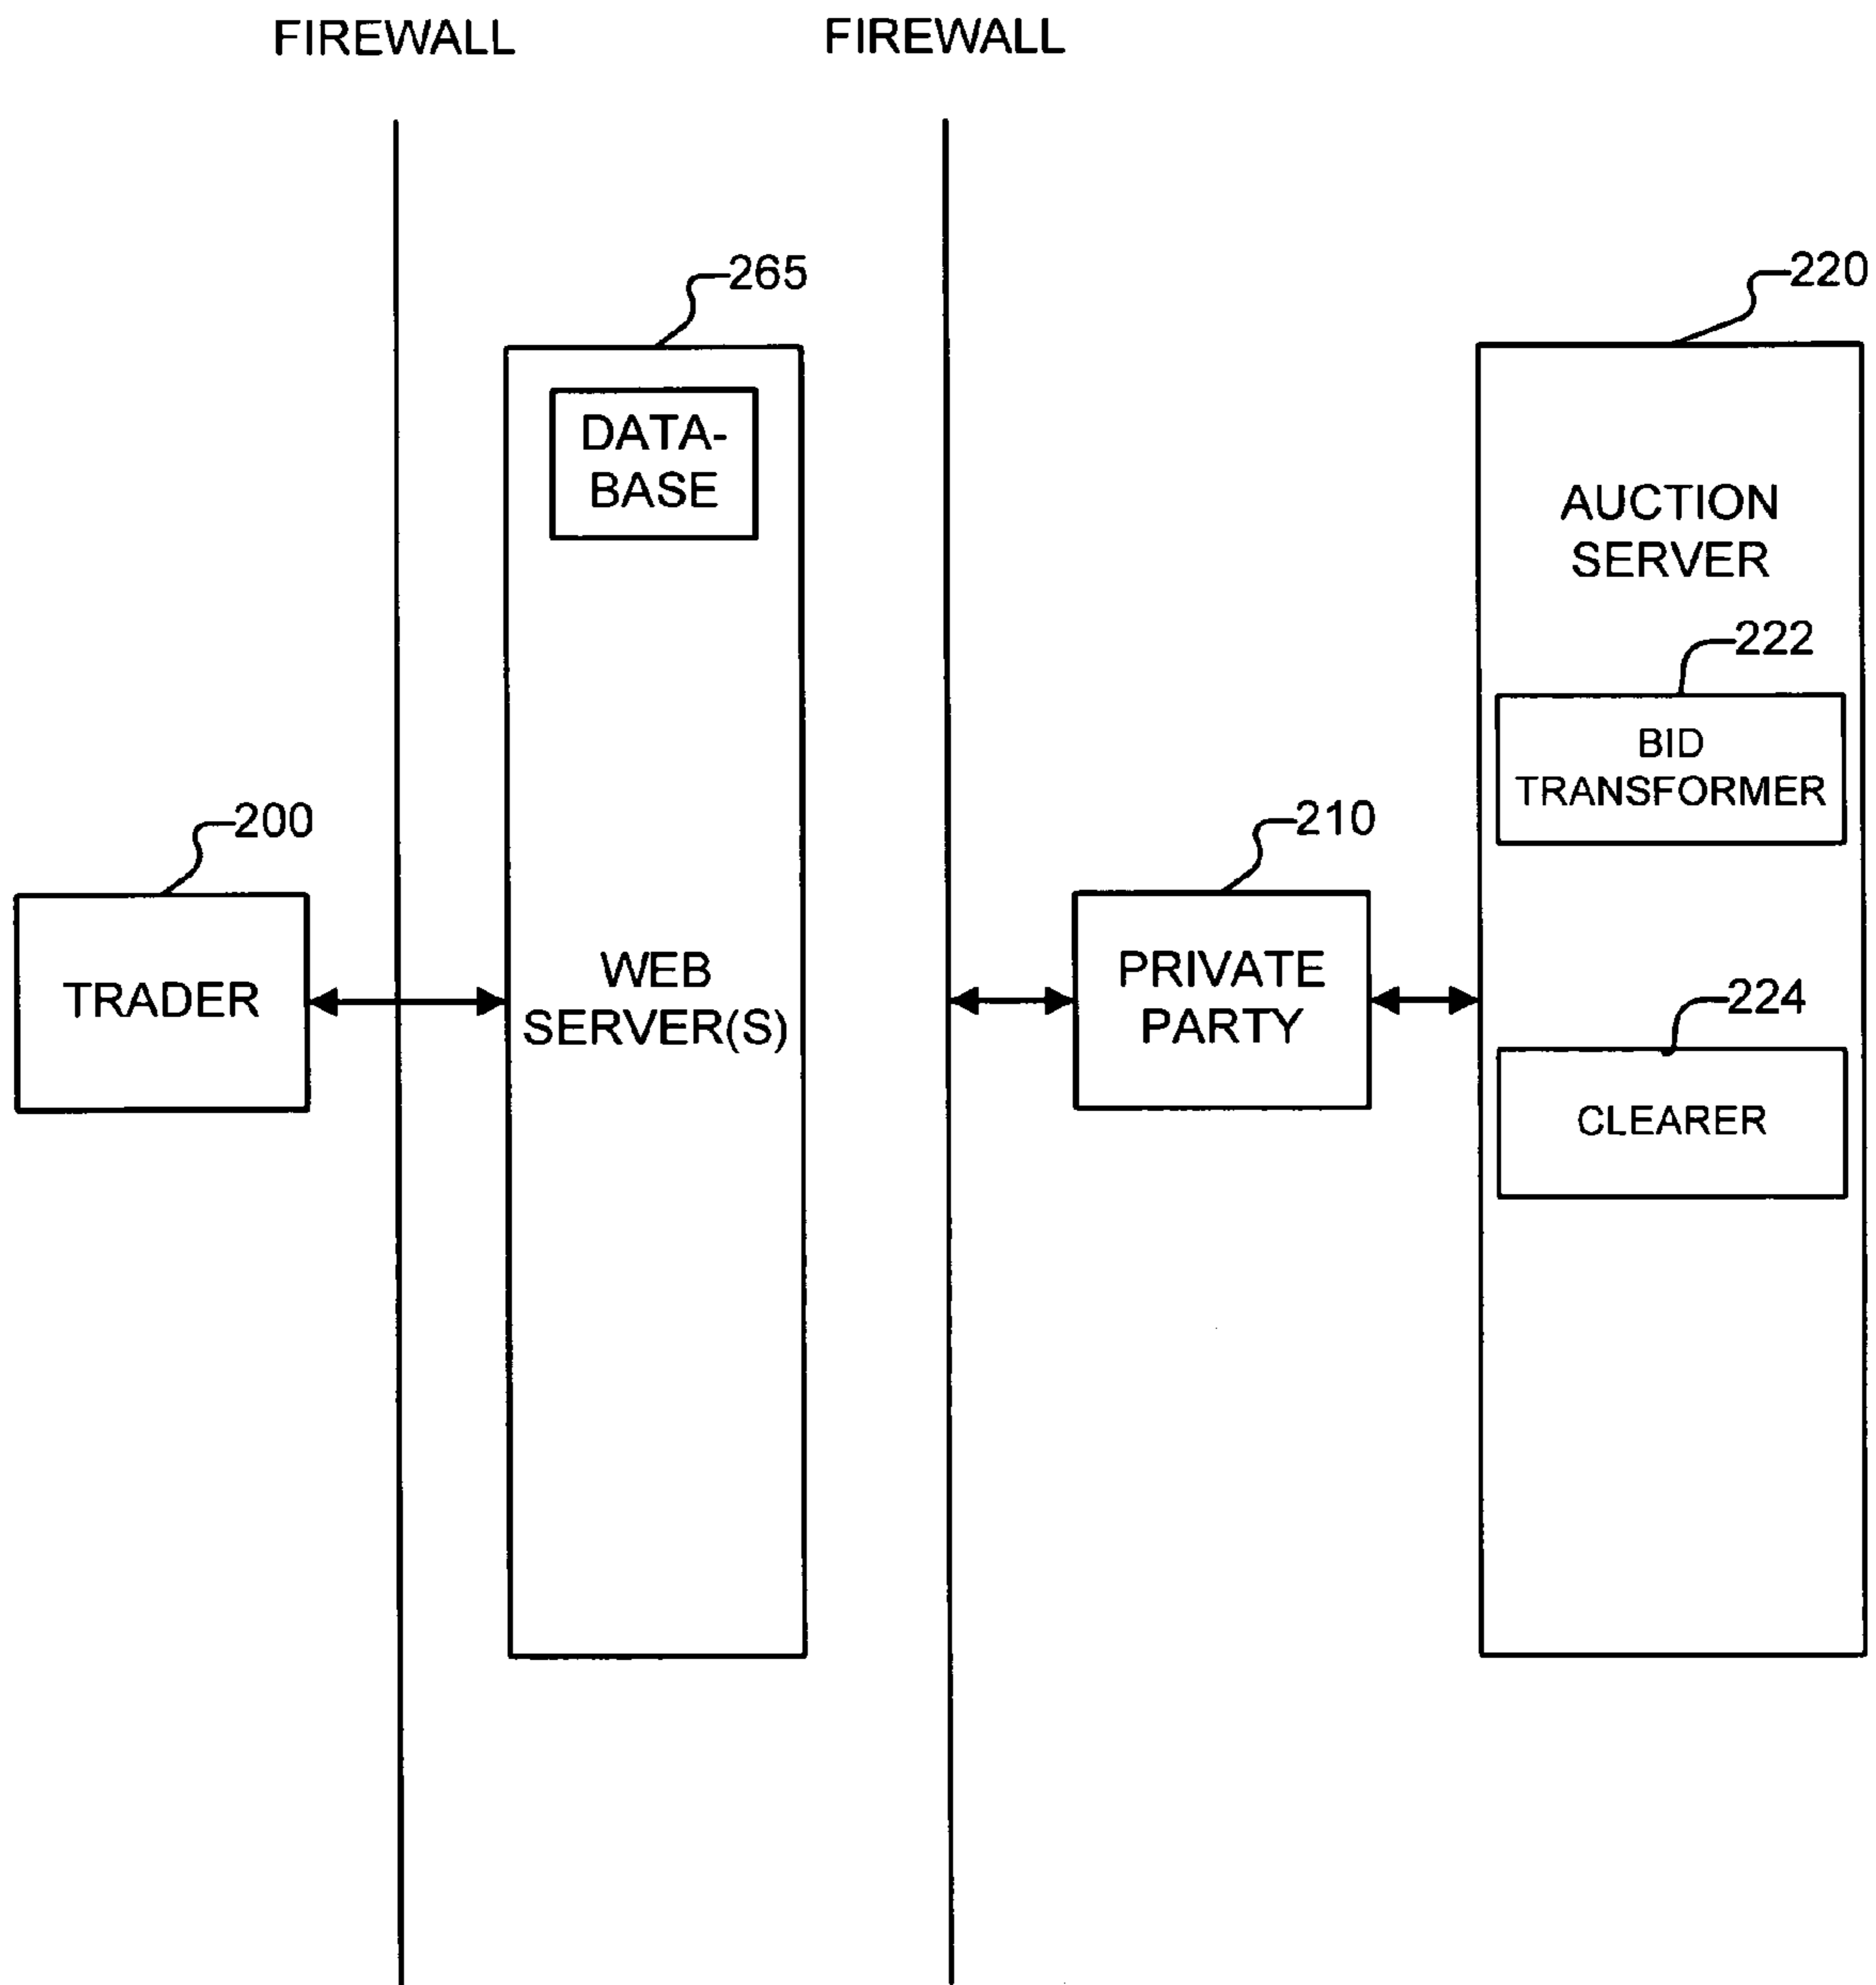 FIREWALL
FIREWALL
265
220
DATA-
BASE
AUCTION
SERVER
222
BID
TRANSFORMER
200
210
TRADER
WEB
SERVER(S)
PRIVATE
PARTY
224
CLEARER